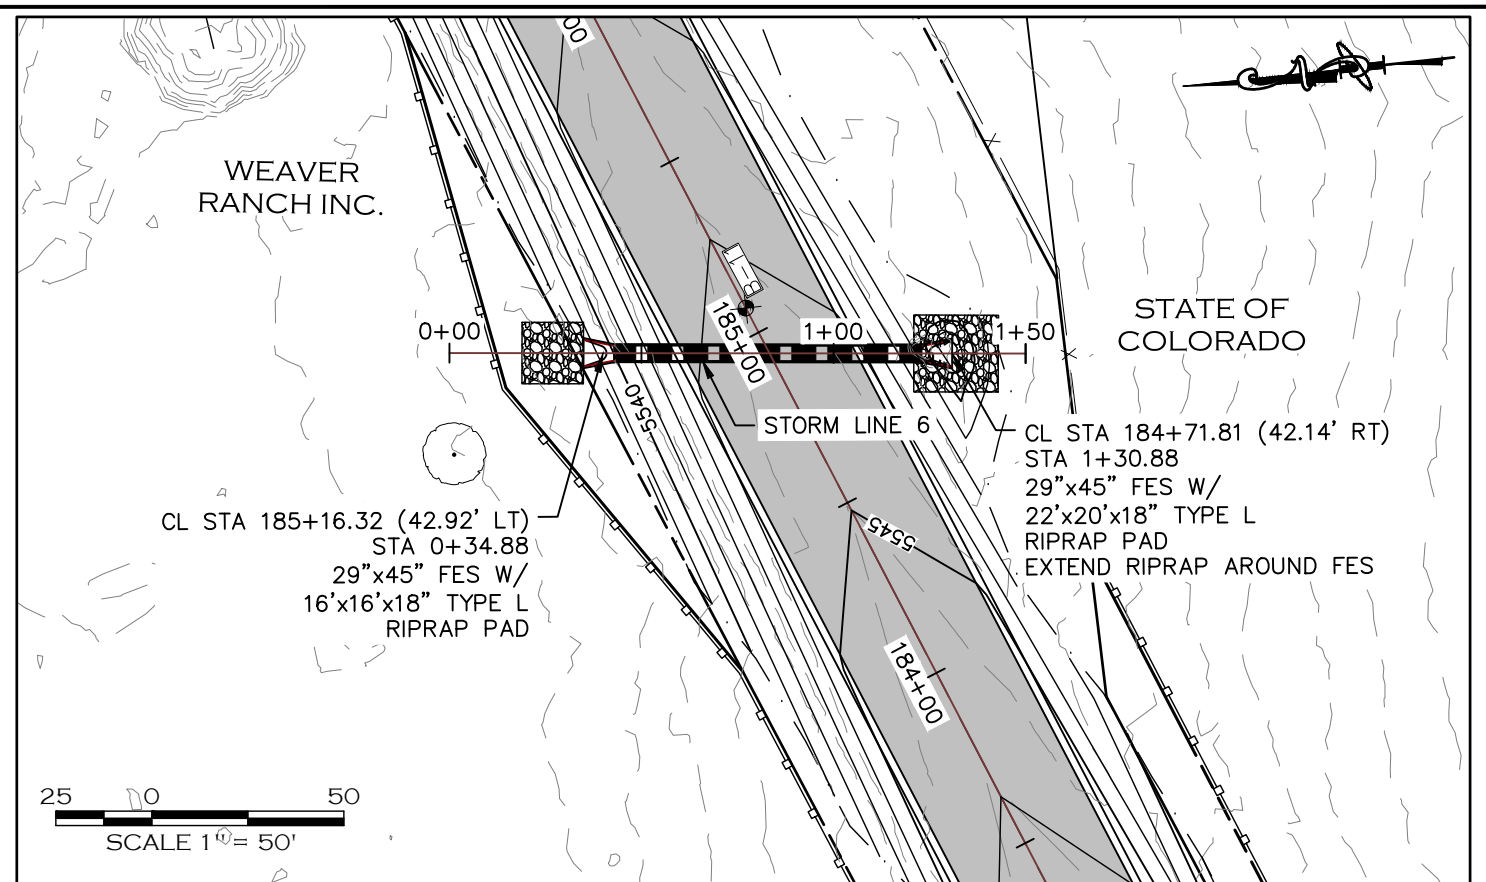 00
WEAVER
RANCH INC.
0+00
185+00
1+00
1+50
STATE OF
COLORADO
5540
STORM LINE 6
CL STA 184+71.81 (42.14' RT)
STA 1+30.88
29"x45" FES W/
22'x20'x18" TYPE L
RIPRAP PAD
EXTEND RIPRAP AROUND FES
CL STA 185+16.32 (42.92' LT)
STA 0+34.88
29"x45" FES W/
16'x16'x18" TYPE L
RIPRAP PAD
5545
184+00
25 0 50
SCALE 1" = 50'